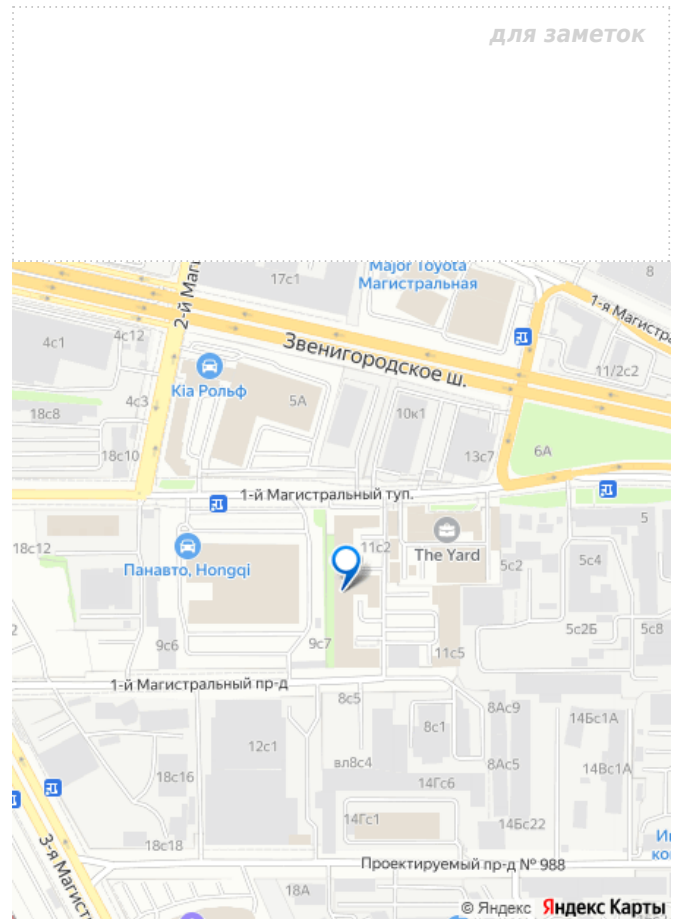 для заметок
Major Toyota
Магистральная
17с1
8
2-й Маги
1-я Магистра
4с1
4с12
Звенигородское ш.
Kia Рольф
11/2с2
4с3
5А
18с8
10к1
18с10
13с7
6А
1-й Магистральный туп.
5
18с12
11с2
The Yard
Панавто, Hongqi
5с2
5с4
5с2Б
5с8
9с6
9с7
11с5
1-й Магистральный пр-д
8с5
8Ас9
14Бс1А
8с1
12с1
вл8с4
8Ас5
14Вс1А
18с16
14Гс6
14Гс1
14Бс22
18с18
3-я Магист
Проектируемый пр-д № 988
18А
© Яндекс Яндекс Карты